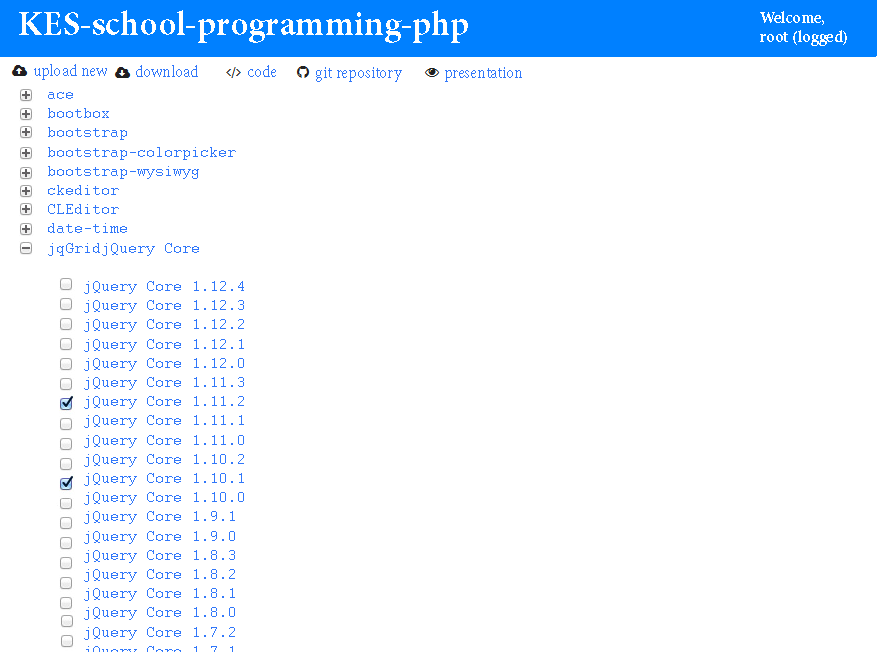 KES-school-programming-php
Welcome,
root (logged)
upload new download </> code git repository presentation
ace
bootbox
bootstrap
bootstrap-colorpicker
bootstrap-wysiwyg
ckeditor
CLEditor
date-time
jqGridjQuery Core
jQuery Core 1.12.4
jQuery Core 1.12.3
jQuery Core 1.12.2
jQuery Core 1.12.1
jQuery Core 1.12.0
jQuery Core 1.11.3
jQuery Core 1.11.2
jQuery Core 1.11.1
jQuery Core 1.11.0
jQuery Core 1.10.2
jQuery Core 1.10.1
jQuery Core 1.10.0
jQuery Core 1.9.1
jQuery Core 1.9.0
jQuery Core 1.8.3
jQuery Core 1.8.2
jQuery Core 1.8.1
jQuery Core 1.8.0
jQuery Core 1.7.2
jQuery Core 1.7.1